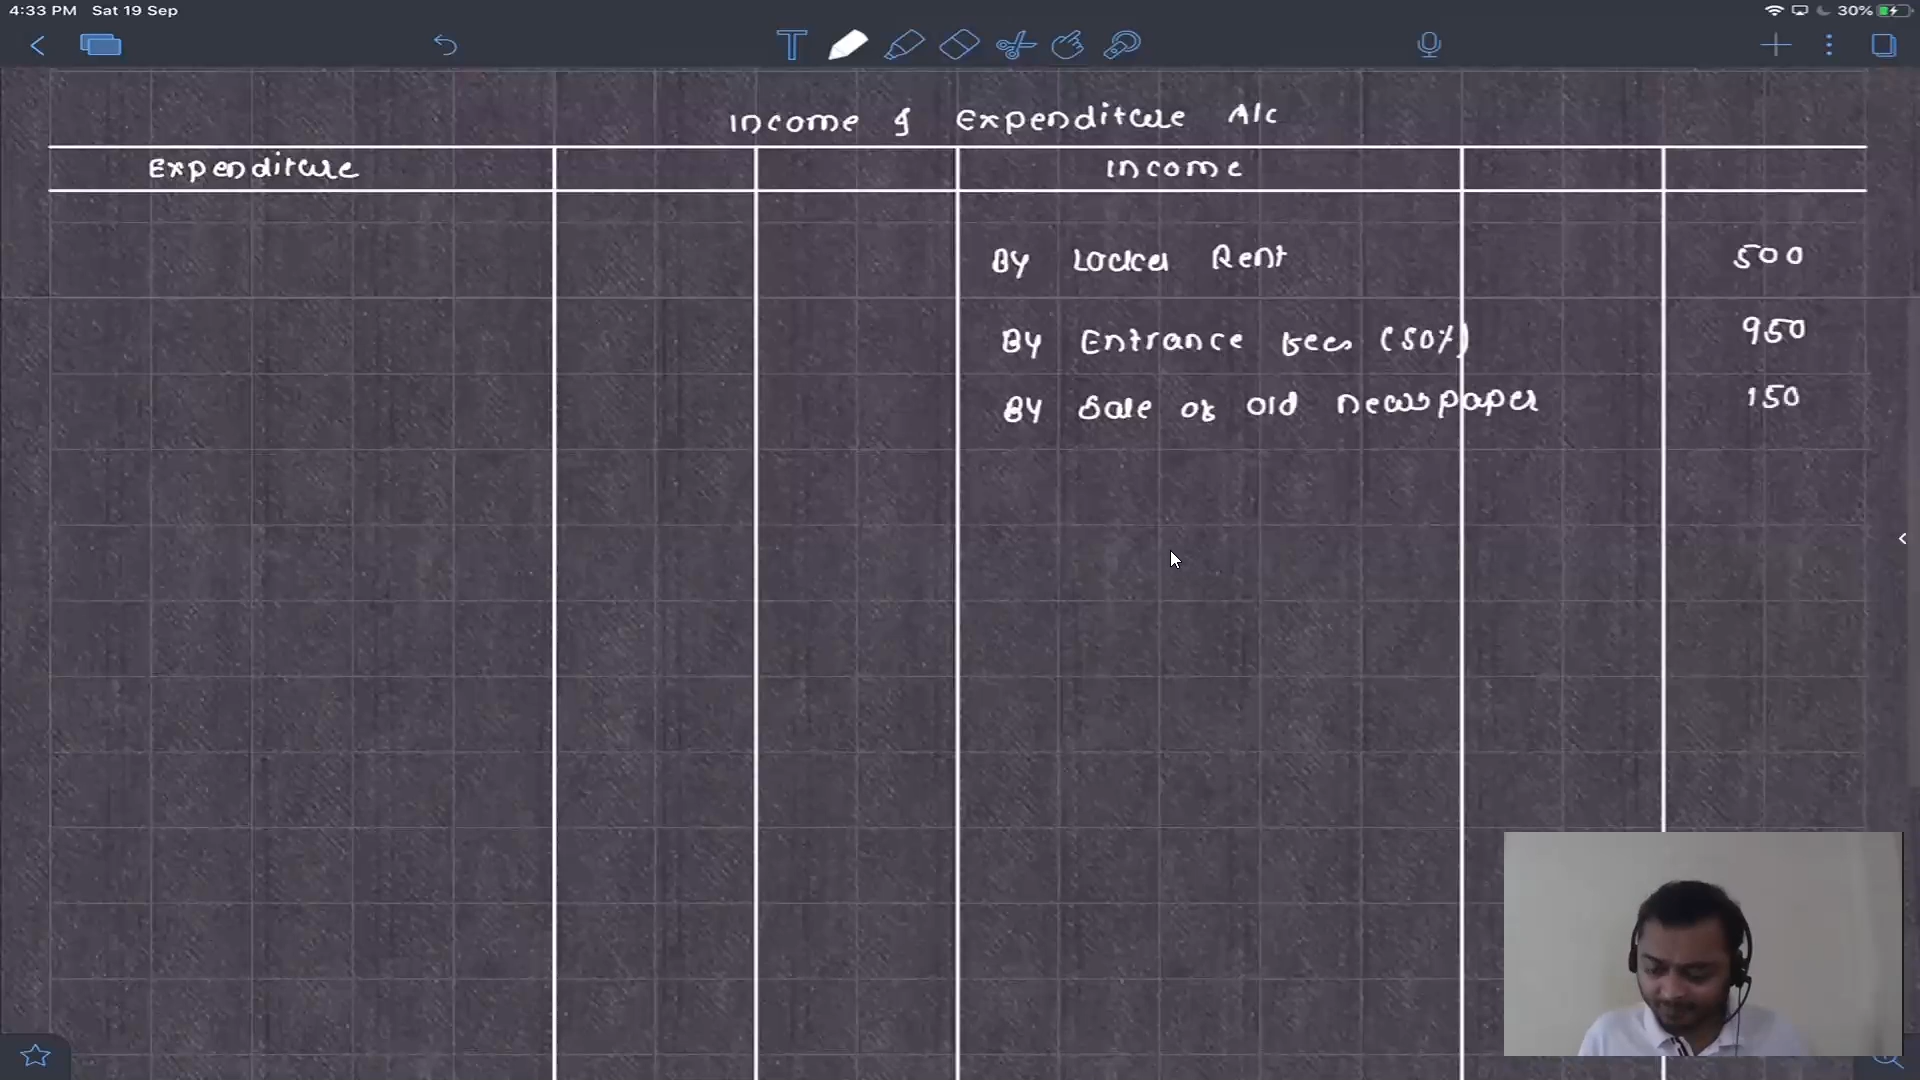 4:33 PM Sat 19 Sep
30%
Income & Expenditure A/c
Expenditure Income
By Locker Rent 500
By Entrance fees (50%) 950
By Sale of old newspaper 150